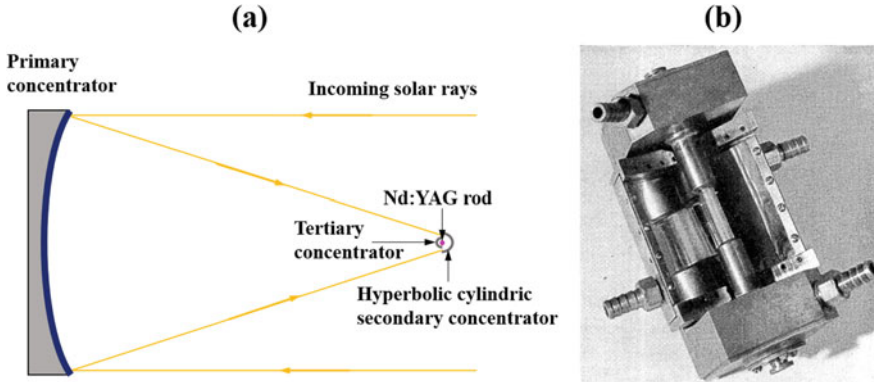 (a)
(b)
Primary
concentrator
Incoming solar rays
Nd:YAG rod
Tertiary
concentrator
Hyperbolic cylindric
secondary concentrator